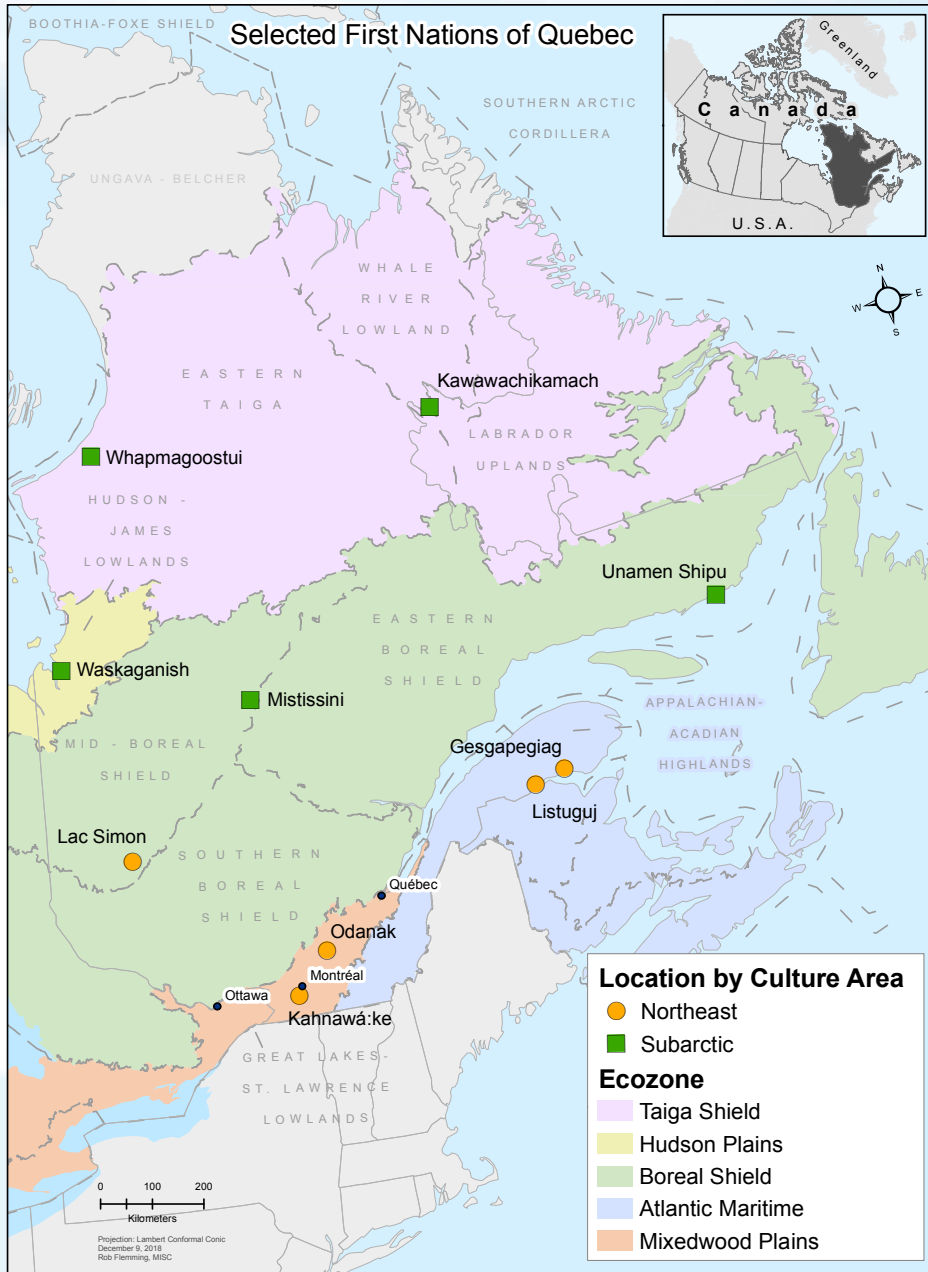 Selected First Nations of Quebec
BOOTHIA-FOXE SHIELD
SOUTHERN ARCTIC
CORDILLERA
UNGAVA - BELCHER
Greenland
Canada
U.S.A.
N
W
E
S
WHALE
RIVER
LOWLAND
EASTERN
TAIGA
Kawawachikamach
LABRADOR
UPLANDS
Whapmagoostui
HUDSON -
JAMES
LOWLANDS
Unamen Shipu
EASTERN
BOREAL
SHIELD
Waskaganish
Mistissini
APPALACHIAN-
ACADIAN
HIGHLANDS
MID - BOREAL
SHIELD
Gesgapegiag
Listuguj
Lac Simon
SOUTHERN
BOREAL
SHIELD
Québec
Odanak
Montréal
Ottawa
Kahnawá:ke
GREAT LAKES-
ST. LAWRENCE
LOWLANDS
Location by Culture Area
Northeast
Subarctic
Ecozone
Taiga Shield
Hudson Plains
Boreal Shield
Atlantic Maritime
Mixedwood Plains
0 100 200
Kilometers
Projection: Lambert Conformal Conic
December 9, 2018
Rob Flemming, MISC